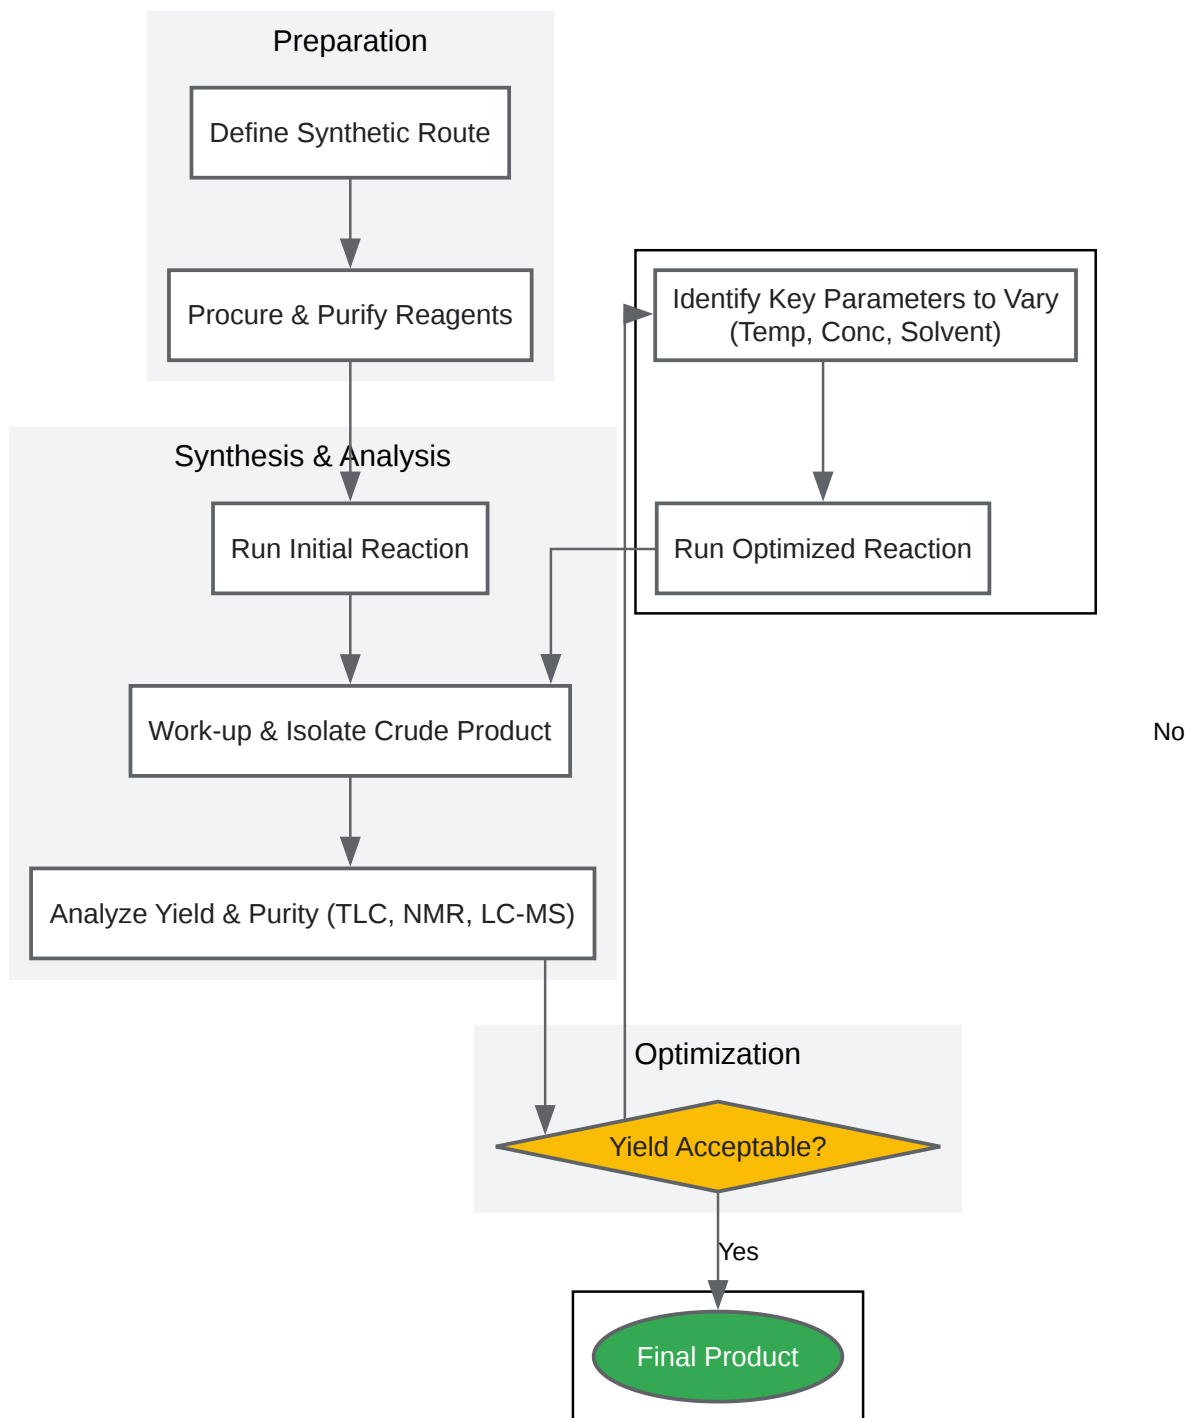 Preparation
Define Synthetic Route
Procure & Purify Reagents
Identify Key Parameters to Vary
(Temp, Conc, Solvent)
Synthesis & Analysis
Run Initial Reaction
Run Optimized Reaction
Work-up & Isolate Crude Product
No
Analyze Yield & Purity (TLC, NMR, LC-MS)
Optimization
Yield Acceptable?
Yes
Final Product